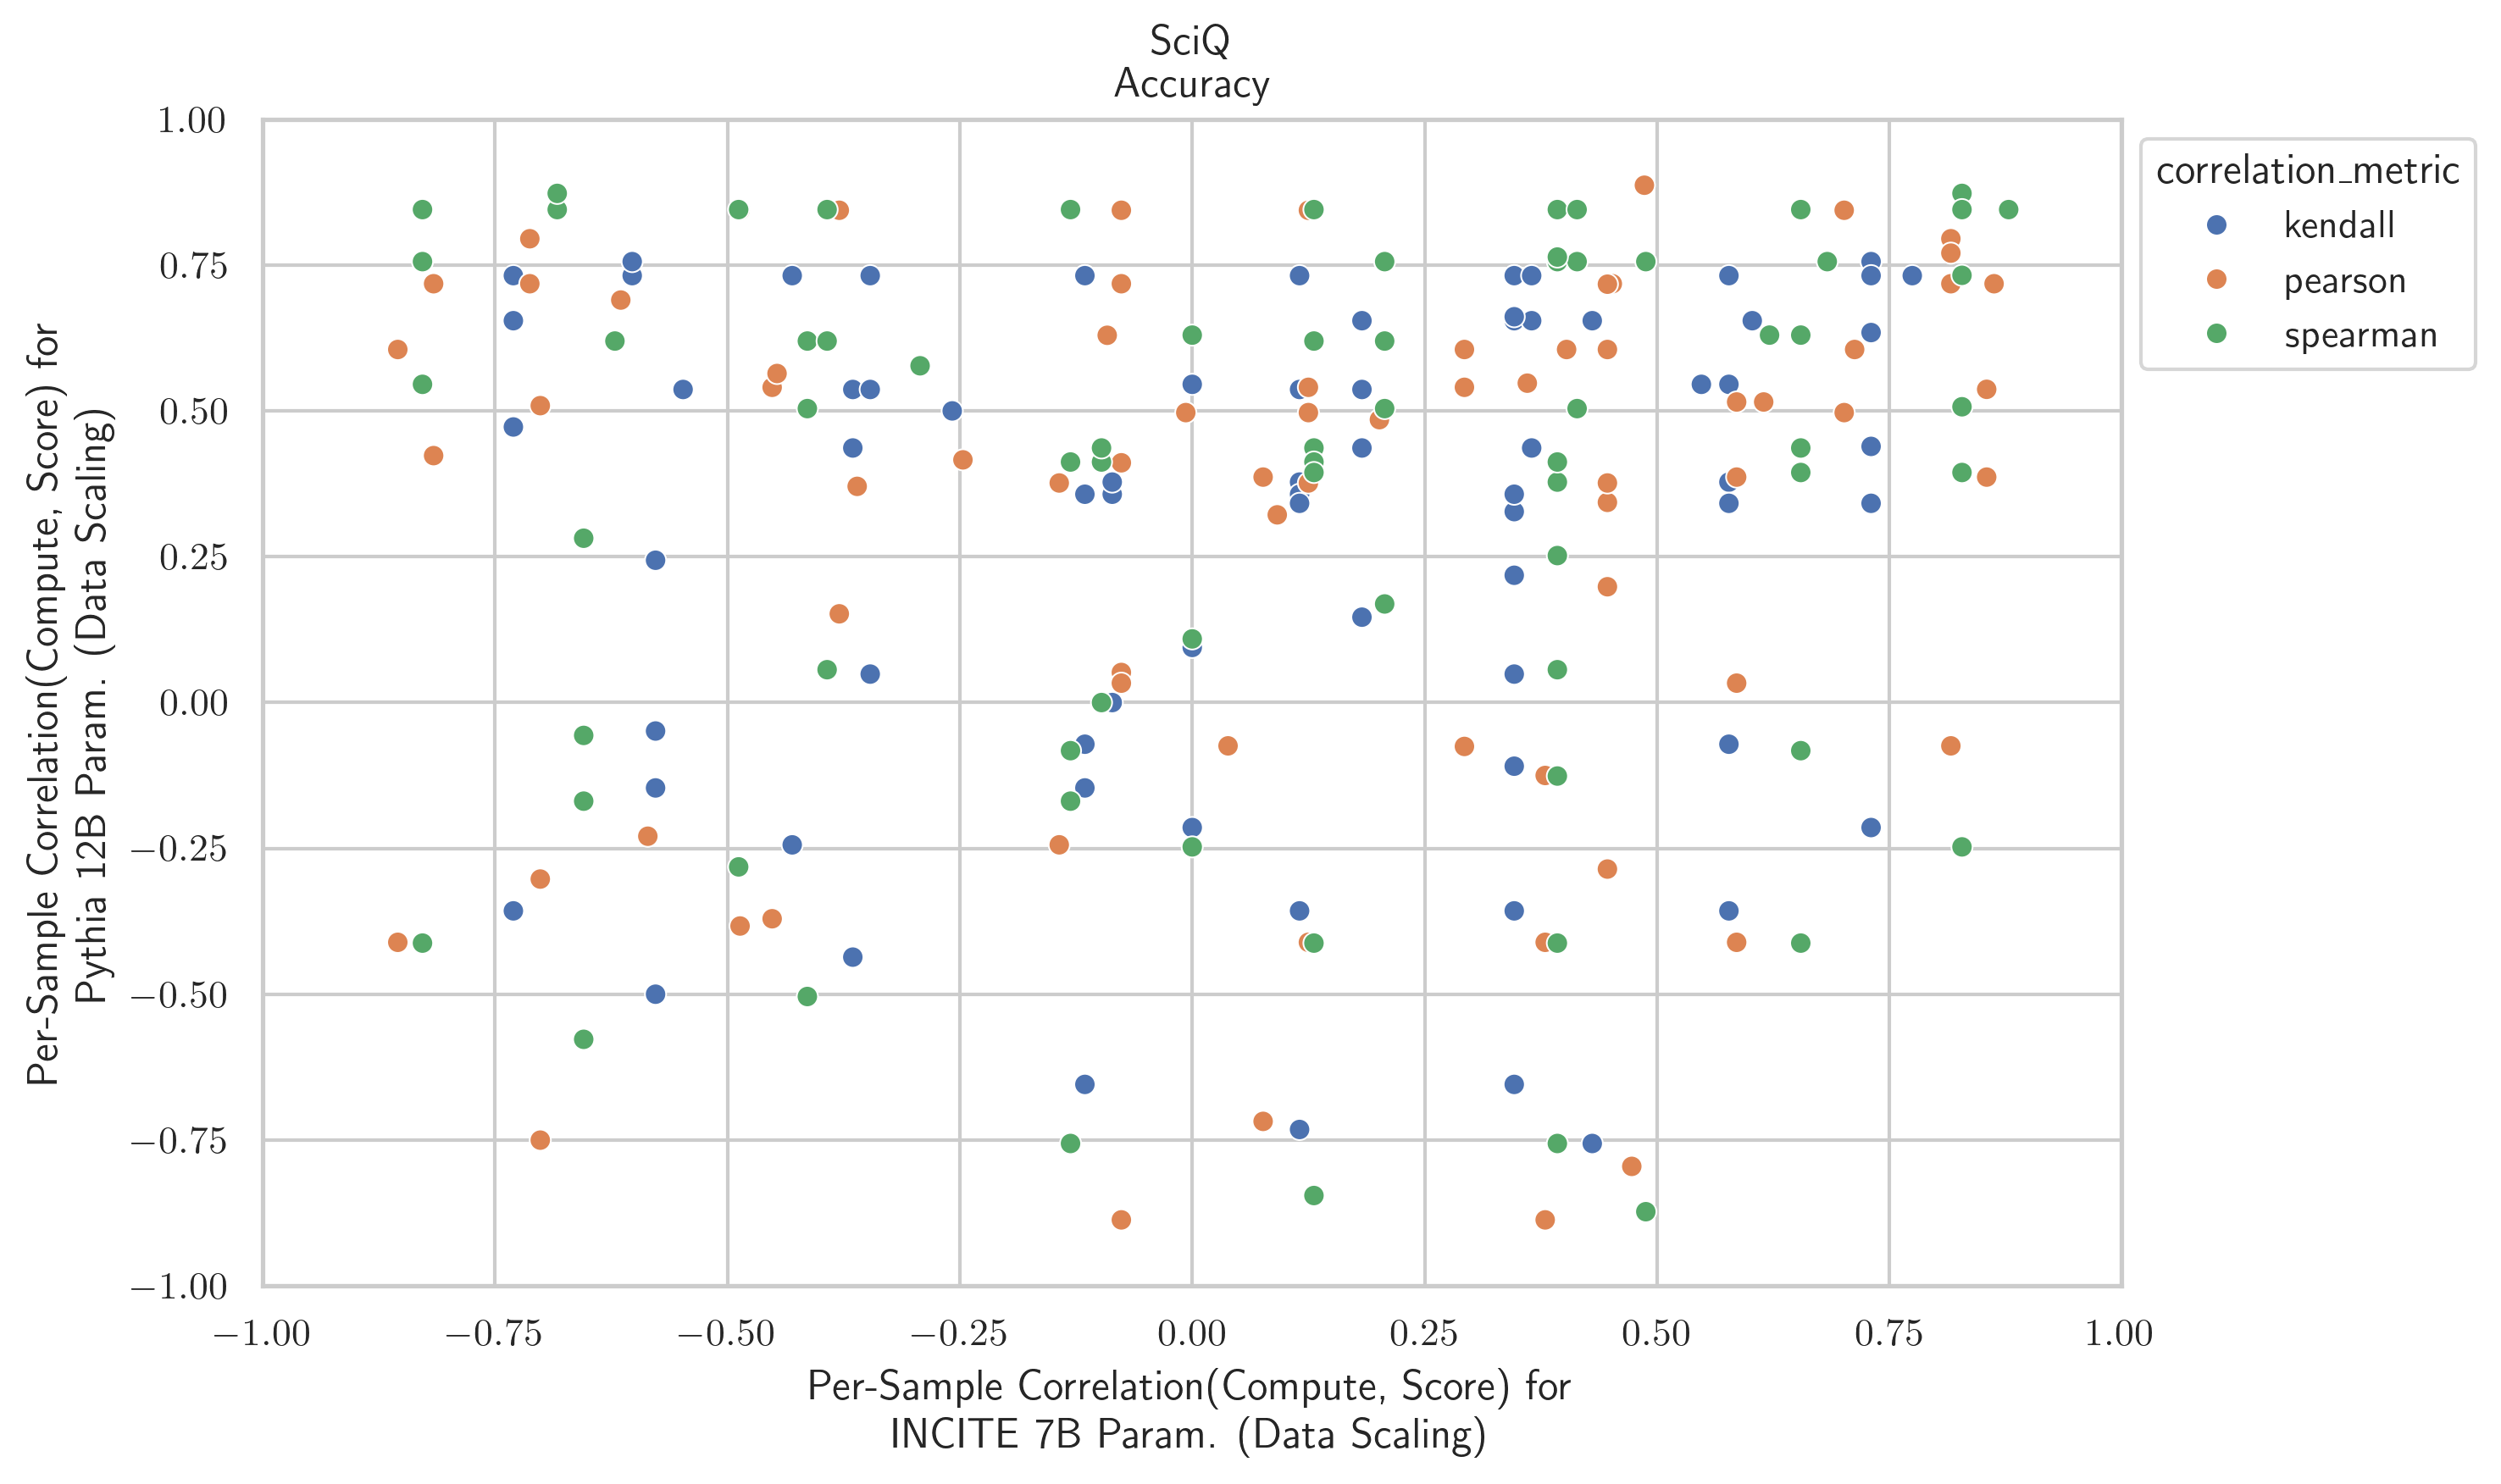 SciQ
Accuracy
Per-Sample Correlation(Compute, Score) for
Pythia 12B Param. (Data Scaling)
1.00
0.75
0.50
0.25
0.00
−0.25
−0.50
−0.75
−1.00
−1.00
−0.75
−0.50
−0.25
0.00
0.25
0.50
0.75
1.00
Per-Sample Correlation(Compute, Score) for
INCITE 7B Param. (Data Scaling)
correlation_metric
kendall
pearson
spearman